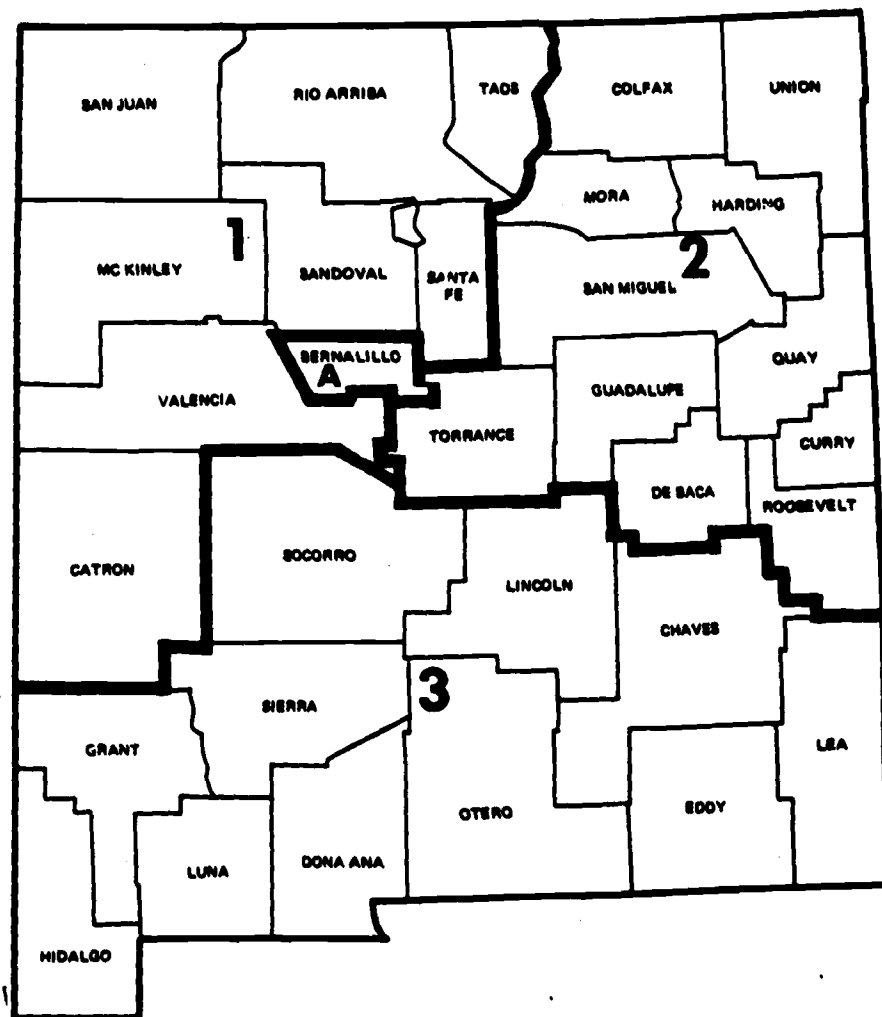 SAN JUAN
RIO ARRIBA
TAOS
COLFAX
UNION
MORA
HARDING
1
MC KINLEY
SANDOVAL
SANTA
FE
2
SAN MIGUEL
BERNALILLO
A
VALENCIA
TORRANCE
GUADALUPE
QUAY
CURRY
DE BACA
ROOSEVELT
CATRON
SOCORRO
LINCOLN
CHAVES
SIERRA
3
GRANT
LEA
OTERO
EDDY
LUNA
DONA ANA
HIDALGO